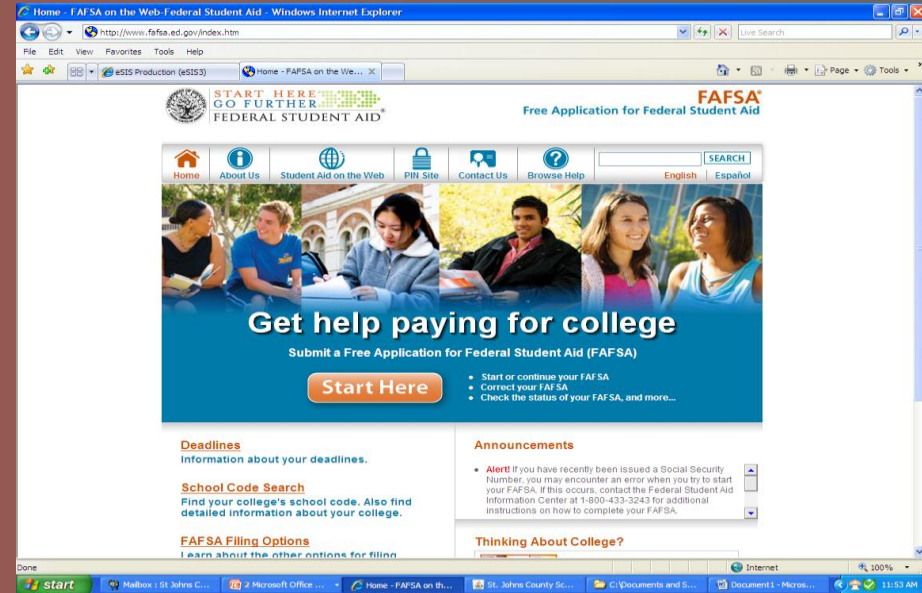 Home - FAFSA on the Web-Federal Student Aid - Windows Internet Explorer
http://www.fafsa.ed.gov/index.htm
Live Search
File Edit View Favorites Tools Help
eSIS Production (eSIS3)
Home - FAFSA on the We...
Page
Tools
START HERE
GO FURTHER
FEDERAL STUDENT AID®
FAFSA®
Free Application for Federal Student Aid
SEARCH
Home
About Us
Student Aid on the Web
PIN Site
Contact Us
Browse Help
English
Español
Get help paying for college
Submit a Free Application for Federal Student Aid (FAFSA)
Start Here
• Start or continue your FAFSA
• Correct your FAFSA
• Check the status of your FAFSA, and more...
Deadlines
Information about your deadlines.
School Code Search
Find your college's school code. Also find
detailed information about your college.
FAFSA Filing Options
Learn about the other options for filing
Announcements
• Alert! If you have recently been issued a Social Security
Number, you may encounter an error when you try to start
your FAFSA. If this occurs, contact the Federal Student Aid
Information Center at 1-800-433-3243 for additional
instructions on how to complete your FAFSA.
Thinking About College?
Done
Internet
100%
start
Mailbox : St Johns C...
2 Microsoft Office ...
Home - FAFSA on th...
St. Johns County Sc...
C:\Documents and S...
Document1 - Micros...
11:53 AM